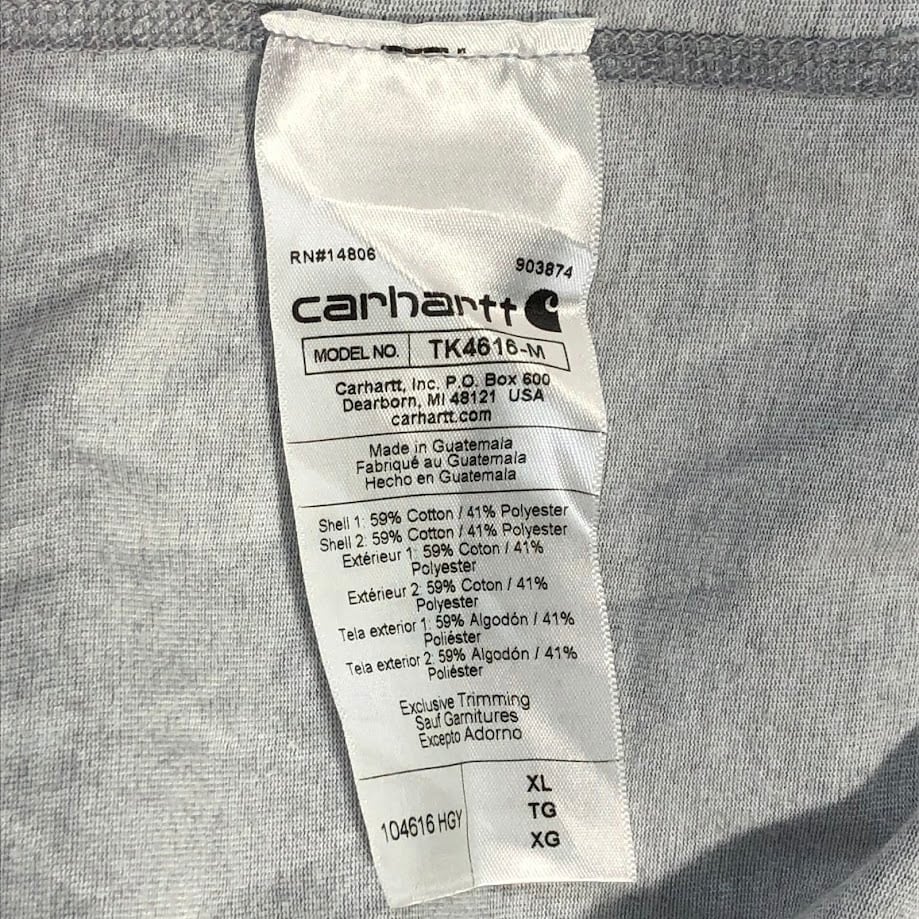 RN#14806
903874
carhartt
MODEL NO. TK4616-M
Carhartt, Inc. P.O. Box 600
Dearborn, MI 48121 USA
carhartt.com
Made in Guatemala
Fabriqué au Guatemala
Hecho en Guatemala
Shell 1: 59% Cotton / 41% Polyester
Shell 2: 59% Cotton / 41% Polyester
Extérieur 1: 59% Coton / 41%
Polyester
Extérieur 2: 59% Coton / 41%
Polyester
Tela exterior 1: 59% Algodón / 41%
Poliéster
Tela exterior 2: 59% Algodón / 41%
Poliéster
Exclusive Trimming
Sauf Garnitures
Excepto Adorno
XL
TG
104616 HGY
XG